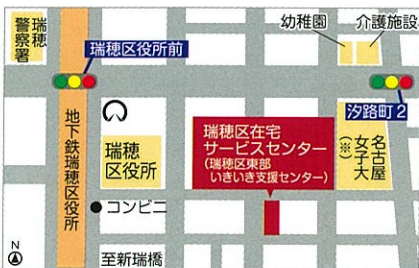 幼稚園
介護施設
瑞穂
警察署
瑞穂区役所前
汐路町2
瑞穂
区役所
地下鉄瑞穂区役所
瑞穂区在宅
サービスセンター
(瑞穂区東部
いきいき支援センター)
名古屋
女子大
(※)
コンビニ
N
至新瑞橋